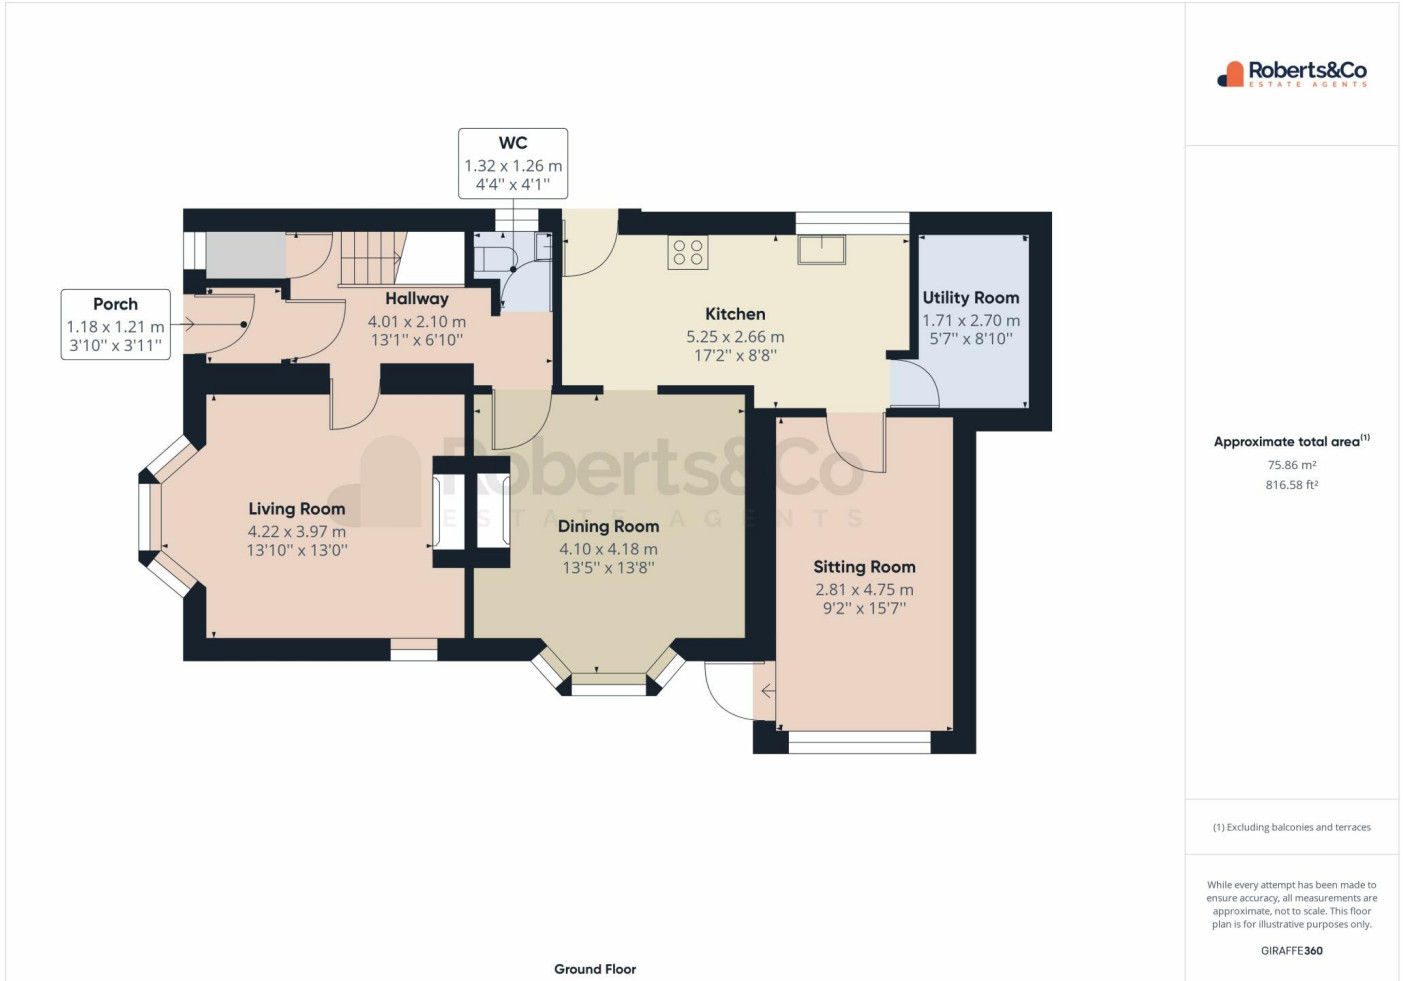 Roberts&Co
ESTATE AGENTS
WC
1.32 x 1.26 m
4'4'' x 4'1''
Porch
1.18 x 1.21 m
3'10'' x 3'11''
Hallway
4.01 x 2.10 m
13'1'' x 6'10''
Kitchen
5.25 x 2.66 m
17'2'' x 8'8''
Utility Room
1.71 x 2.70 m
5'7'' x 8'10''
Roberts&Co
ESTATE AGENTS
Living Room
4.22 x 3.97 m
13'10'' x 13'0''
Dining Room
4.10 x 4.18 m
13'5'' x 13'8''
Sitting Room
2.81 x 4.75 m
9'2'' x 15'7''
Ground Floor
Approximate total area(1)
75.86 m²
816.58 ft²
(1) Excluding balconies and terraces
While every attempt has been made to
ensure accuracy, all measurements are
approximate, not to scale. This floor
plan is for illustrative purposes only.
GIRAFFE360